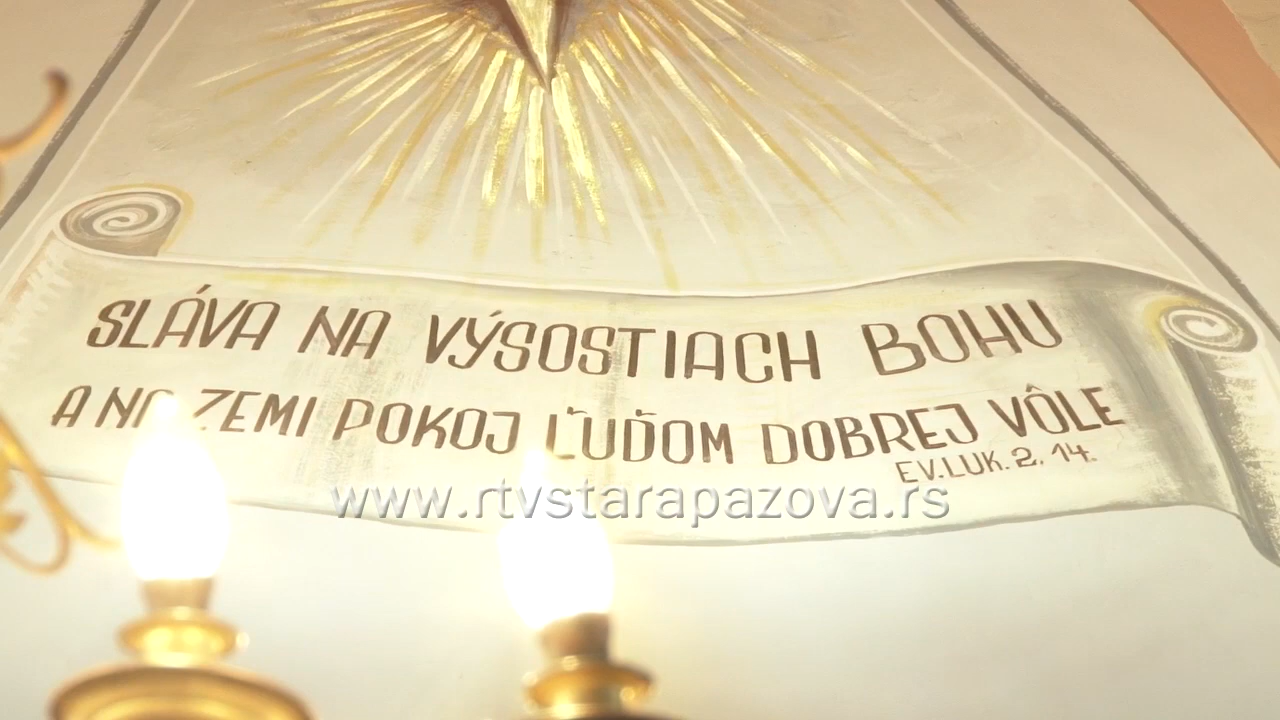 SLÁVA NA VÝSOSTIACH BOHU
A NA ZEMI POKOJ ĽUĎOM DOBREJ VÔLE
EV. LUK. 2, 14.
www.rtvstarapazova.rs